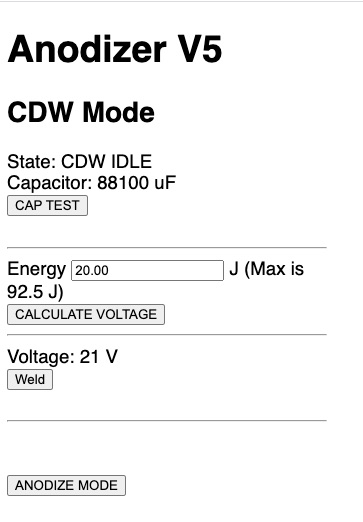 Anodizer V5
CDW Mode
State: CDW IDLE
Capacitor: 88100 uF
CAP TEST
Energy 20.00 J (Max is
92.5 J)
CALCULATE VOLTAGE
Voltage: 21 V
Weld
ANODIZE MODE